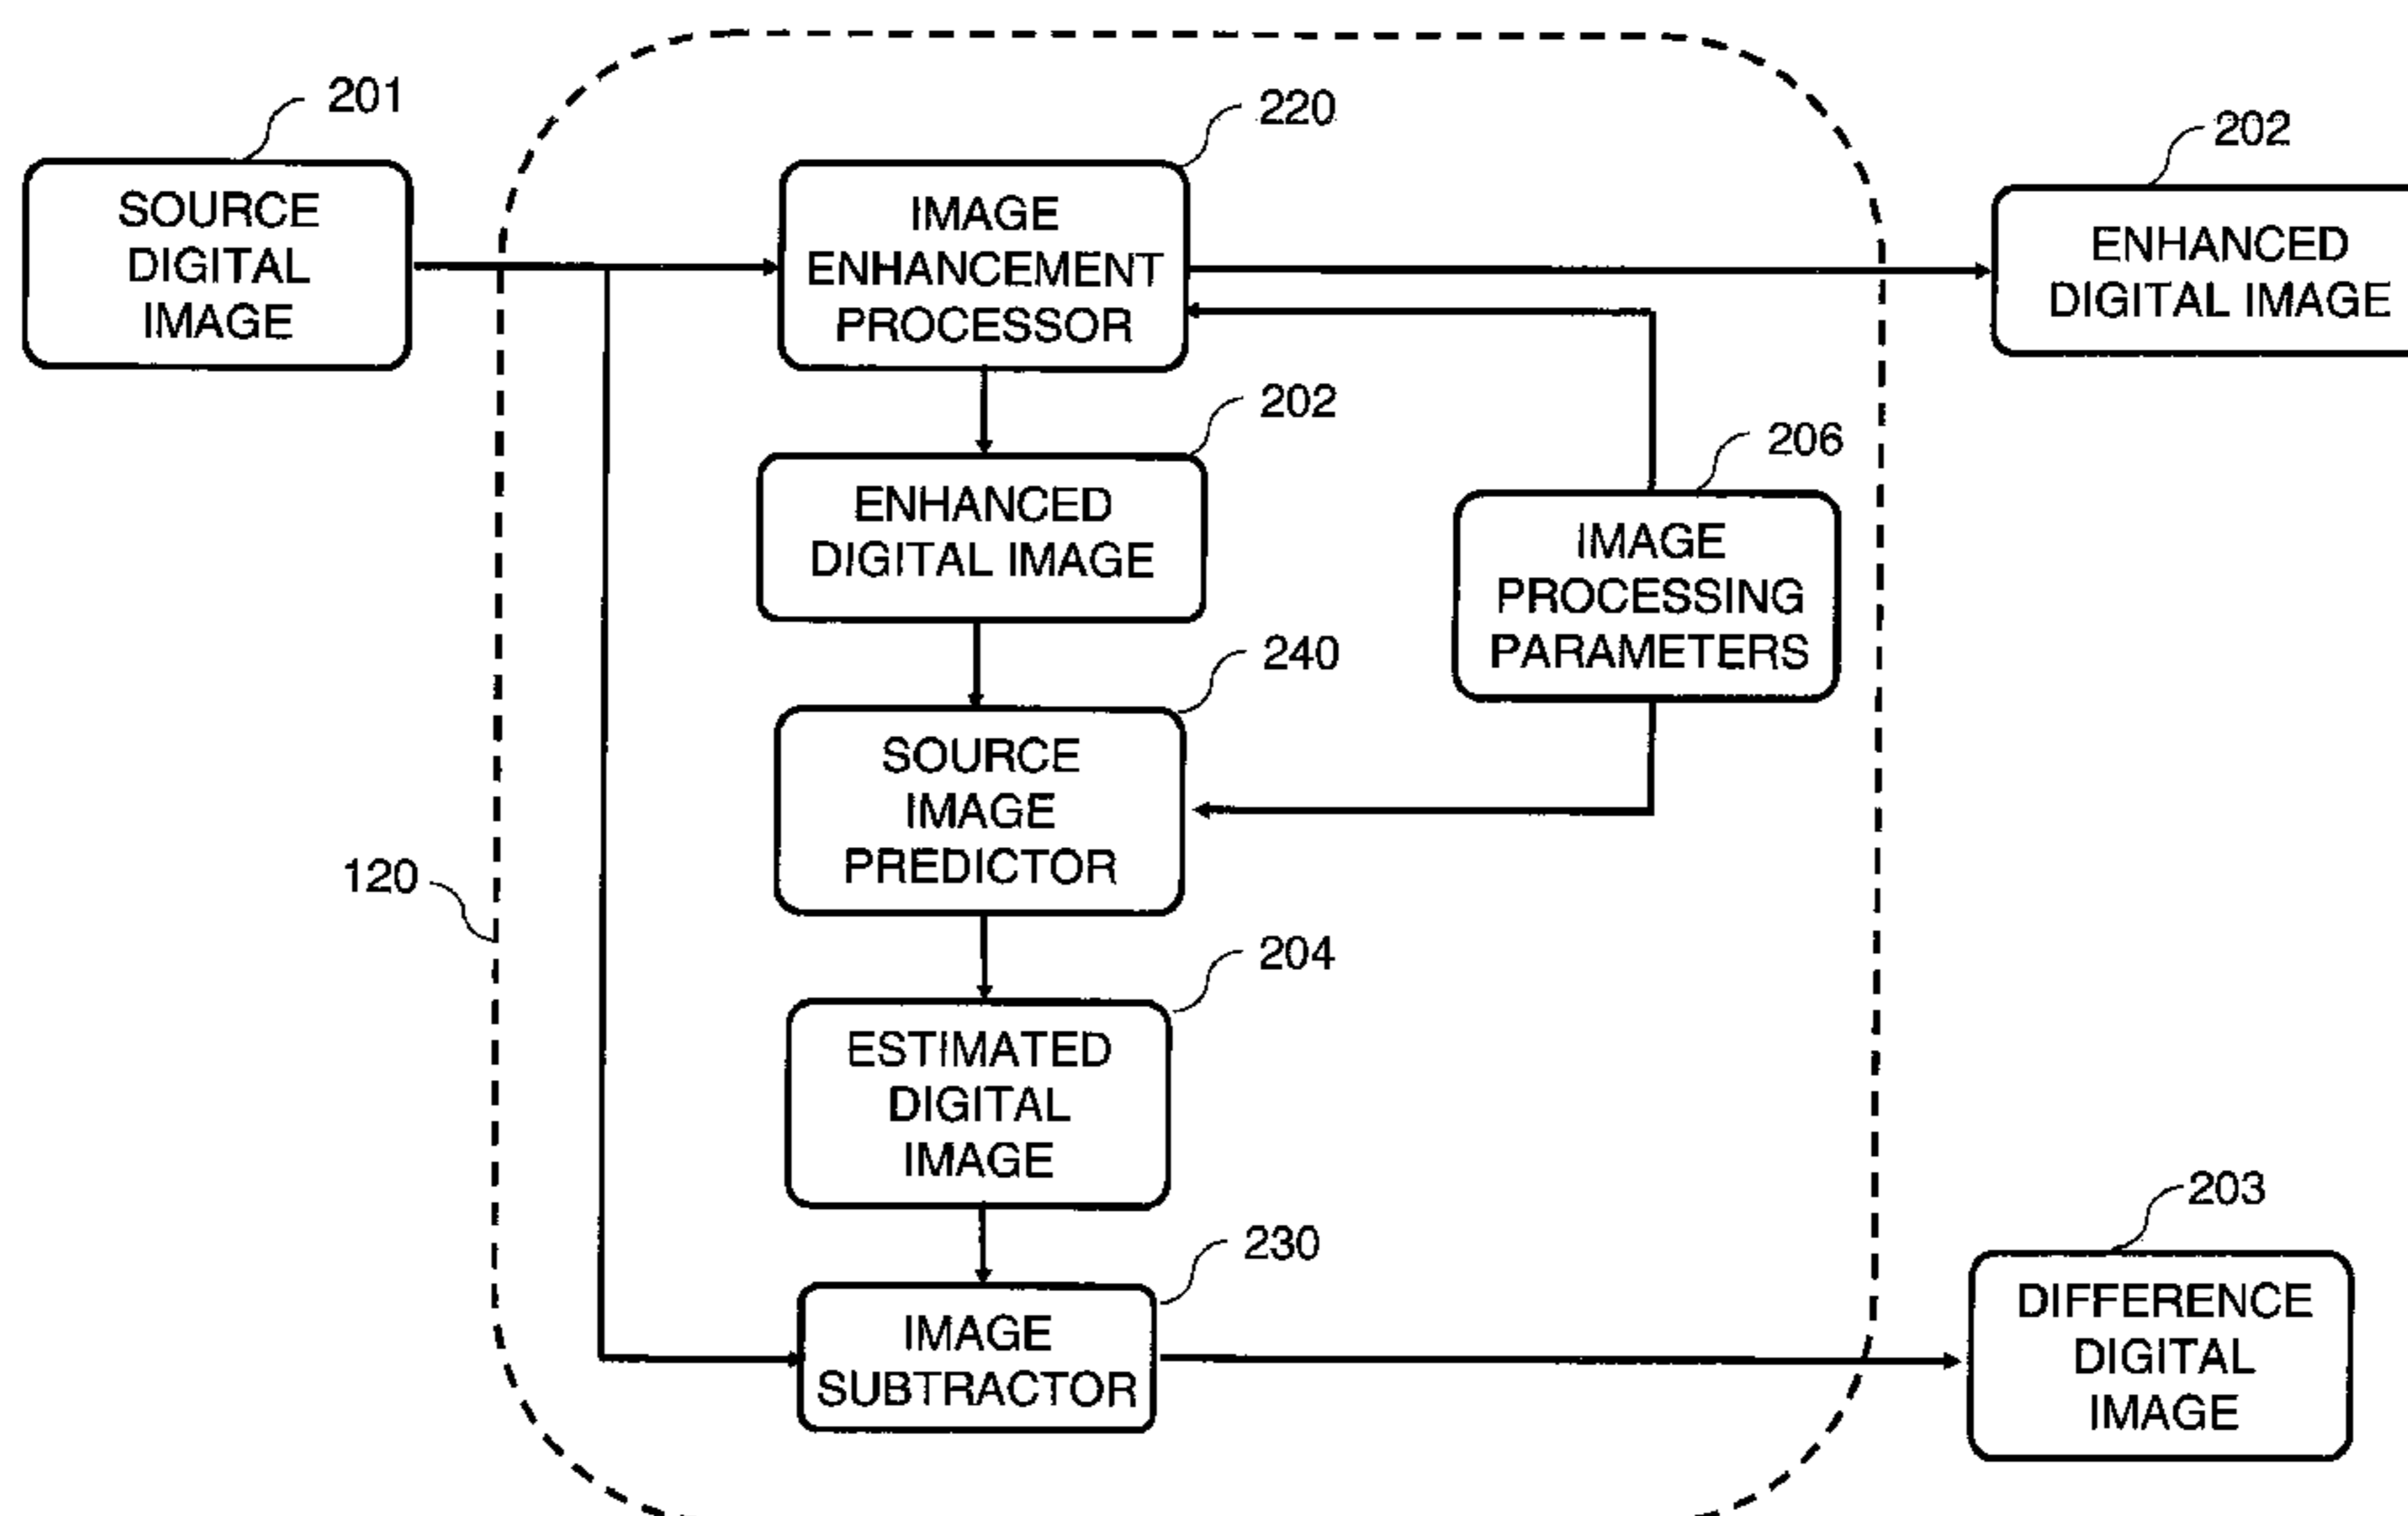 201
SOURCE
DIGITAL
IMAGE
220
IMAGE
ENHANCEMENT
PROCESSOR
202
ENHANCED
DIGITAL IMAGE
202
ENHANCED
DIGITAL IMAGE
206
IMAGE
PROCESSING
PARAMETERS
240
SOURCE
IMAGE
PREDICTOR
120
204
ESTIMATED
DIGITAL
IMAGE
230
IMAGE
SUBTRACTOR
203
DIFFERENCE
DIGITAL
IMAGE